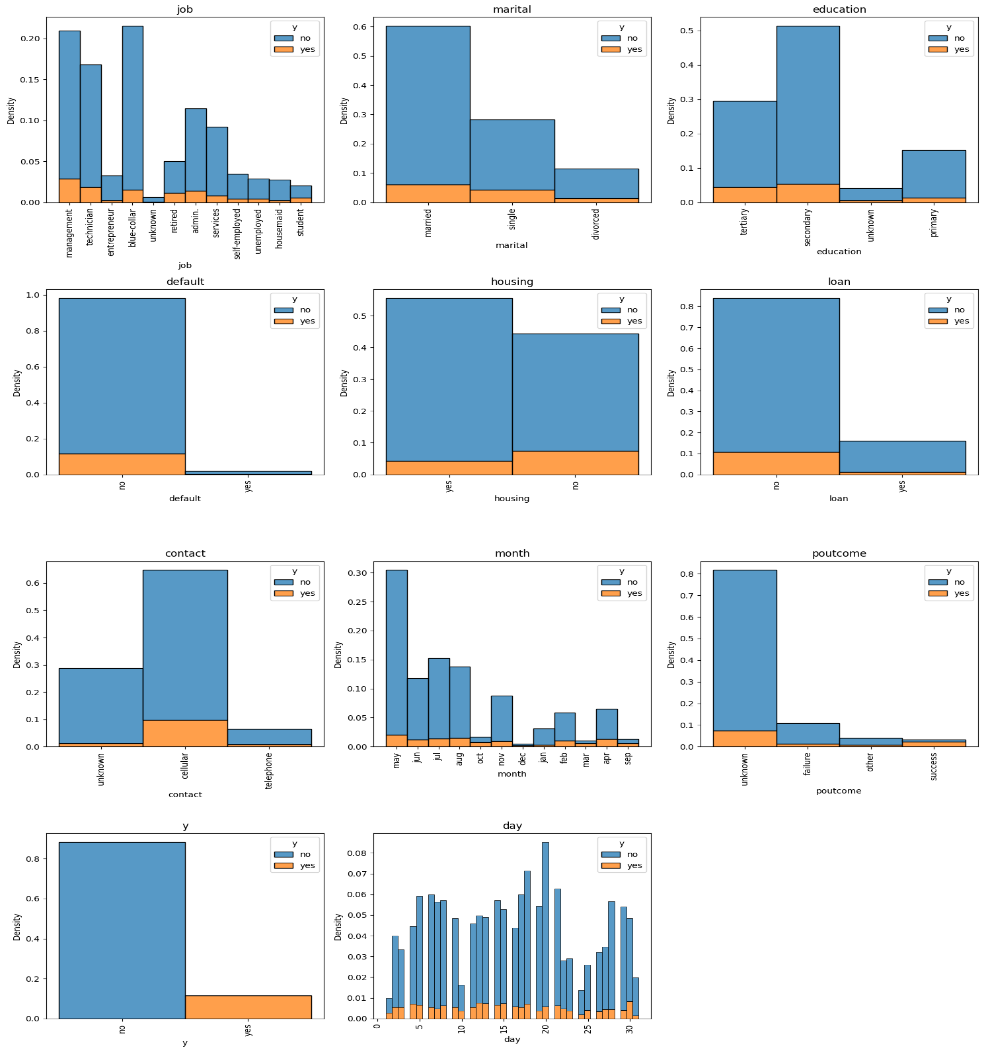 job
y
no
yes
0.20
0.15
0.10
0.05
0.00
Density
management
technician
entrepreneur
blue-collar
unknown
retired
admin.
services
self-employed
unemployed
housemaid
student
job
marital
y
no
yes
0.6
0.5
0.4
0.3
0.2
0.1
0.0
Density
married
single
divorced
marital
education
y
no
yes
0.5
0.4
0.3
0.2
0.1
0.0
Density
tertiary
secondary
unknown
primary
education
default
y
no
yes
1.0
0.8
0.6
0.4
0.2
0.0
Density
no
yes
default
housing
y
no
yes
0.5
0.4
0.3
0.2
0.1
0.0
Density
yes
no
housing
loan
y
no
yes
0.8
0.7
0.6
0.5
0.4
0.3
0.2
0.1
0.0
Density
no
yes
loan
contact
y
no
yes
0.6
0.5
0.4
0.3
0.2
0.1
0.0
Density
unknown
cellular
telephone
contact
month
y
no
yes
0.30
0.25
0.20
0.15
0.10
0.05
0.00
Density
may
jun
jul
aug
oct
nov
dec
jan
feb
mar
apr
sep
month
poutcome
y
no
yes
0.8
0.7
0.6
0.5
0.4
0.3
0.2
0.1
0.0
Density
unknown
failure
other
success
poutcome
y
y
no
yes
0.8
0.6
0.4
0.2
0.0
Density
no
yes
y
day
y
no
yes
0.08
0.07
0.06
0.05
0.04
0.03
0.02
0.01
0.00
Density
0
5
10
15
20
25
30
day